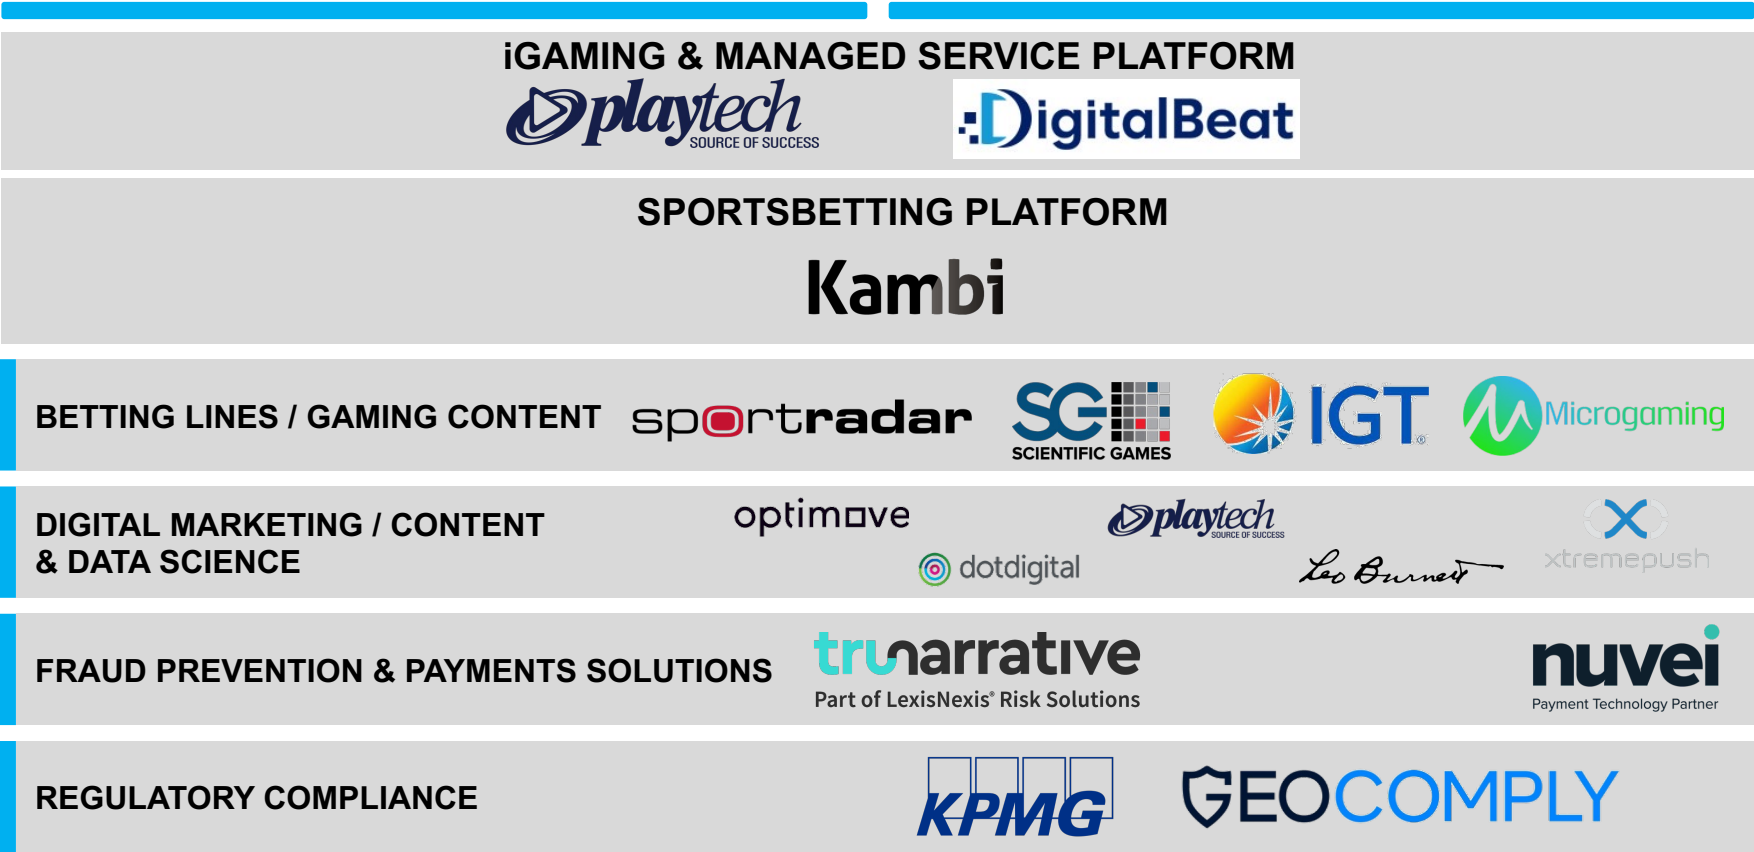 iGAMING & MANAGED SERVICE PLATFORM
playtech
SOURCE OF SUCCESS
DigitalBeat
SPORTSBETTING PLATFORM
Kambi
BETTING LINES / GAMING CONTENT
sportradar
SG
SCIENTIFIC GAMES
IGT®
Microgaming
DIGITAL MARKETING / CONTENT
& DATA SCIENCE
optimove
dotdigital
playtech
SOURCE OF SUCCESS
Leo Burnett
xtremepush
FRAUD PREVENTION & PAYMENTS SOLUTIONS
trunarrative
Part of LexisNexis® Risk Solutions
nuvei
Payment Technology Partner
REGULATORY COMPLIANCE
KPMG
GEOCOMPLY